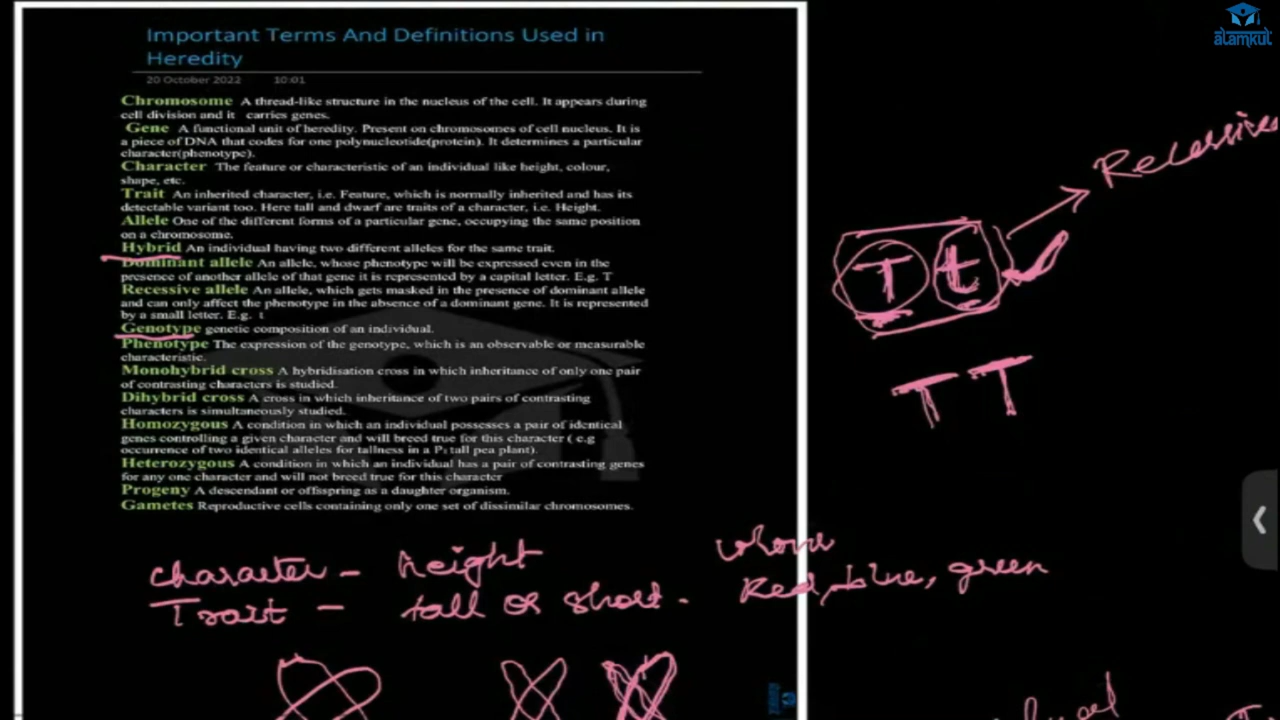 Important Terms And Definitions Used in
Heredity
20 October 2022 10:01
Chromosome A thread-like structure in the nucleus of the cell. It appears during
cell division and it carries genes.
Gene A functional unit of heredity. Present on chromosomes of cell nucleus. It is
a piece of DNA that codes for one polynucleotide(protein). It determines a particular
character(phenotype).
Character The feature or characteristic of an individual like height, colour,
shape, etc.
Trait An inherited character, i.e. Feature, which is normally inherited and has its
detectable variant too. Here tall and dwarf are traits of a character, i.e. Height.
Allele One of the different forms of a particular gene, occupying the same position
on a chromosome.
Hybrid An individual having two different alleles for the same trait.
Dominant allele An allele, whose phenotype will be expressed even in the
presence of another allele of that gene it is represented by a capital letter. E.g. T
Recessive allele An allele, which gets masked in the presence of dominant allele
and can only affect the phenotype in the absence of a dominant gene. It is represented
by a small letter. E.g. t
Genotype genetic composition of an individual.
Phenotype The expression of the genotype, which is an observable or measurable
characteristic.
Monohybrid cross A hybridisation cross in which inheritance of only one pair
of contrasting characters is studied.
Dihybrid cross A cross in which inheritance of two pairs of contrasting
characters is simultaneously studied.
Homozygous A condition in which an individual possesses a pair of identical
genes controlling a given character and will breed true for this character ( e.g
occurrence of two identical alleles for tallness in a P: tall pea plant).
Heterozygous A condition in which an individual has a pair of contrasting genes
for any one character and will not breed true for this character
Progeny A descendant or offspring as a daughter organism.
Gametes Reproductive cells containing only one set of dissimilar chromosomes.
alamkul
Recessive
T t
T T
character - height
Trait - tall or short. Red, blue, green